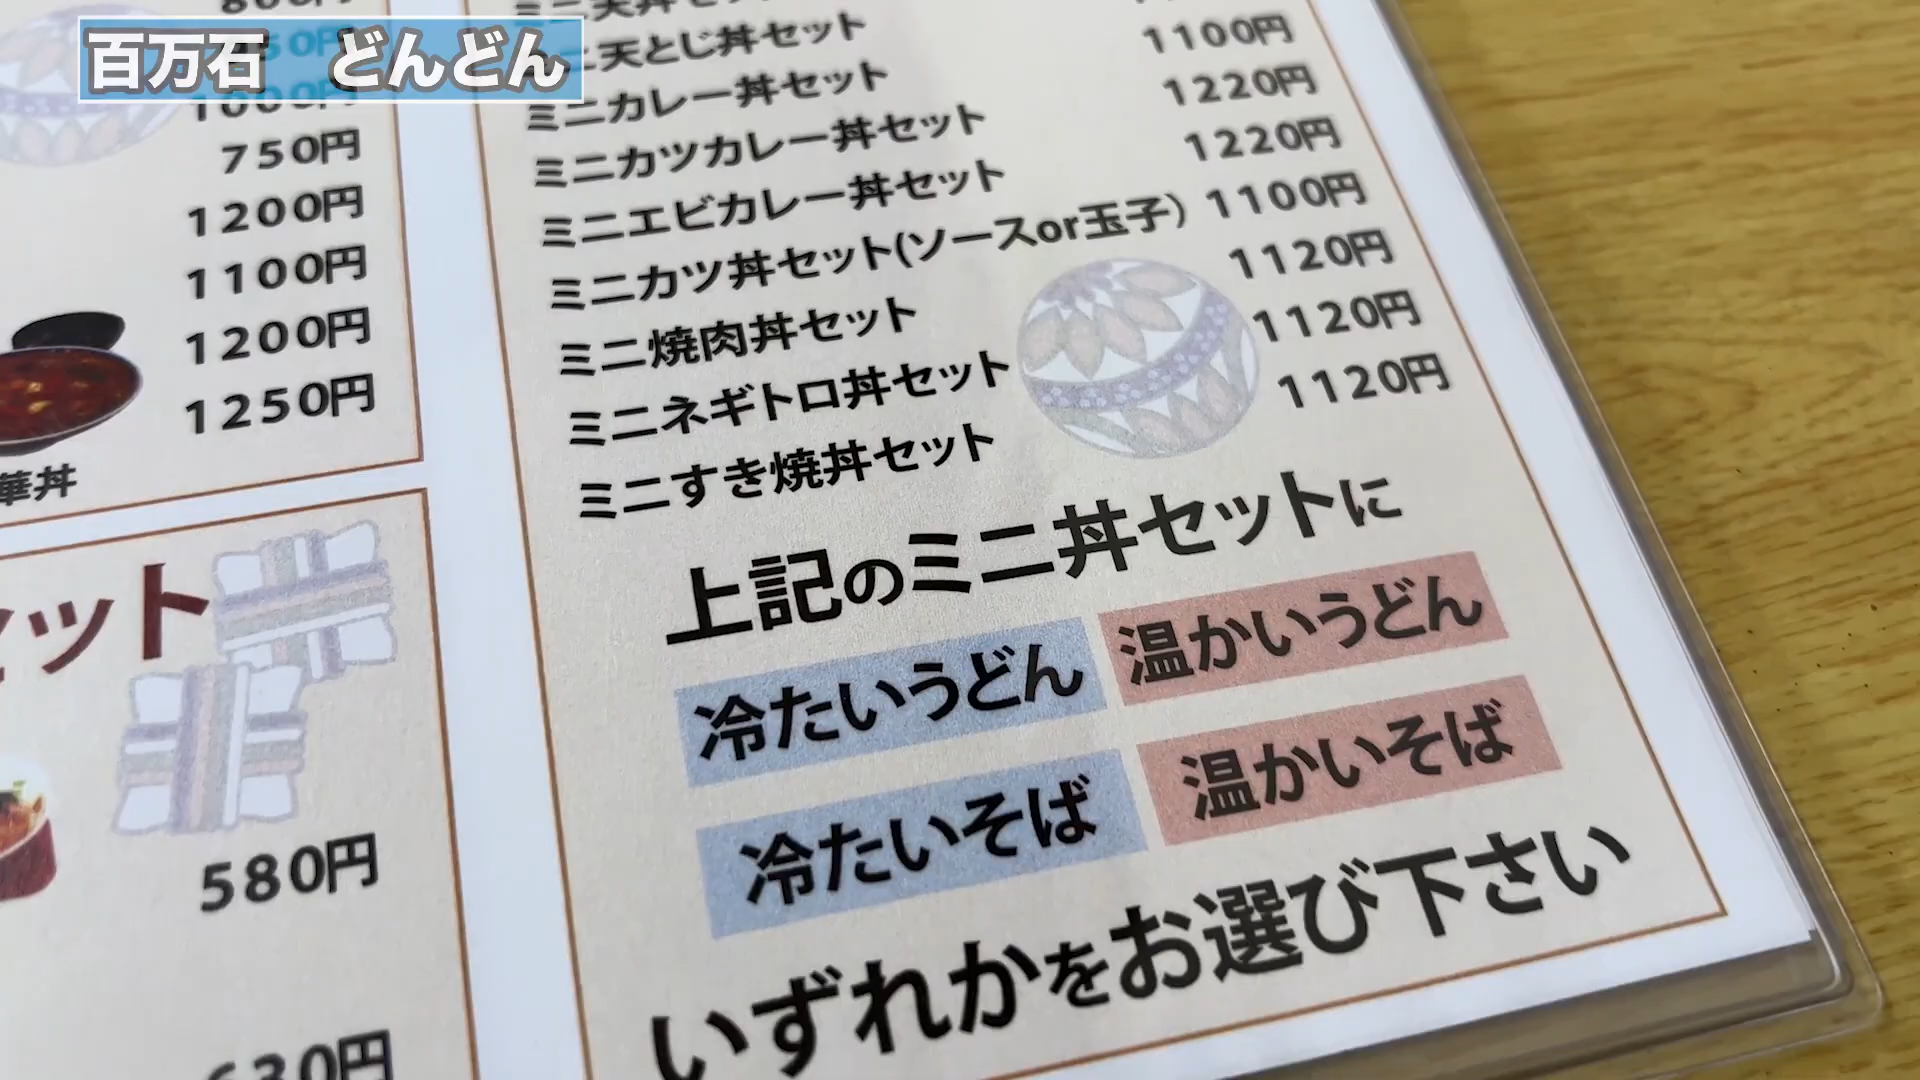 百万石　どんどん
750円
1200円
1100円
1200円
1250円
華丼
セット
580円
630円
ミニ天とじ丼セット
ミニカレー丼セット 1100円
ミニカツカレー丼セット 1220円
ミニエビカレー丼セット 1220円
ミニカツ丼セット(ソースor玉子) 1100円
ミニ焼肉丼セット 1120円
ミニネギトロ丼セット 1120円
ミニすき焼丼セット 1120円
上記のミニ丼セットに
冷たいうどん 温かいうどん
冷たいそば 温かいそば
いずれかをお選び下さい